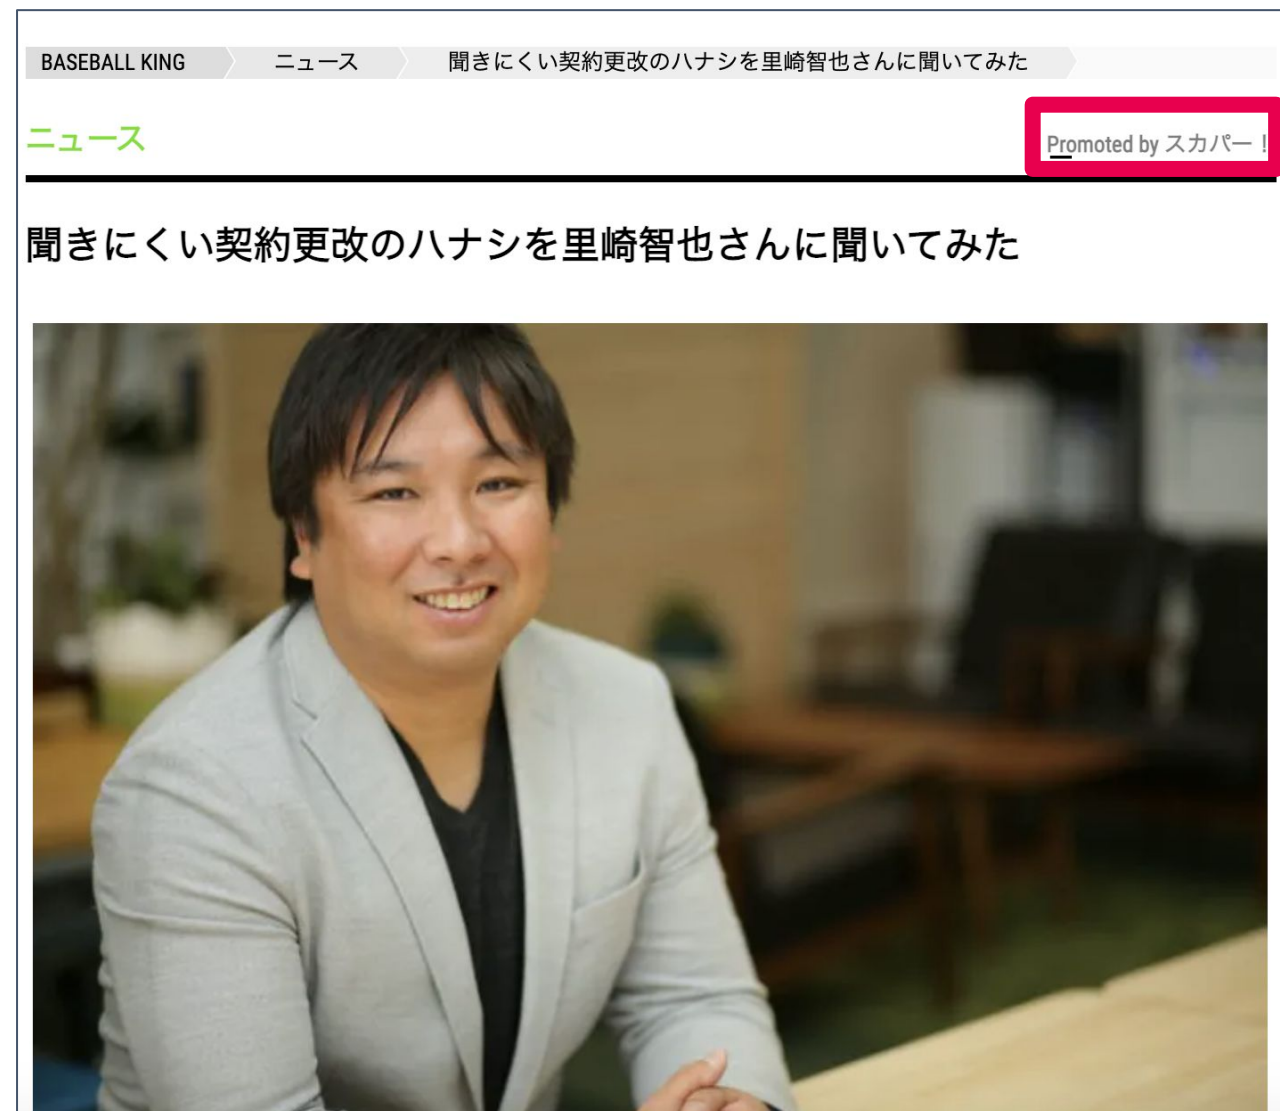 BASEBALL KING ニュース 聞きにくい契約更改のハナシを里崎智也さんに聞いてみた
ニュース
Promoted by スカパー！
聞きにくい契約更改のハナシを里崎智也さんに聞いてみた